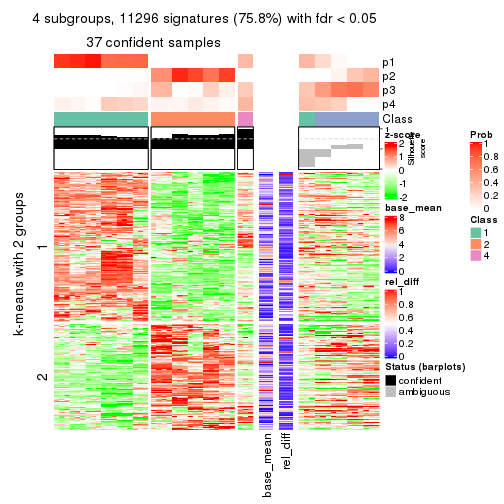 4 subgroups, 11296 signatures (75.8%) with fdr < 0.05
37 confident samples
p1
p2
p3
p4
Class
1
Silhouette
score
k-means with 2 groups
1
2
base_mean
rel_diff
z-score
2
1
0
-1
-2
base_mean
8
6
4
2
0
rel_diff
1
0.8
0.6
0.4
0.2
0
Status (barplots)
confident
ambiguous
Prob
1
0.8
0.6
0.4
0.2
0
Class
1
2
4